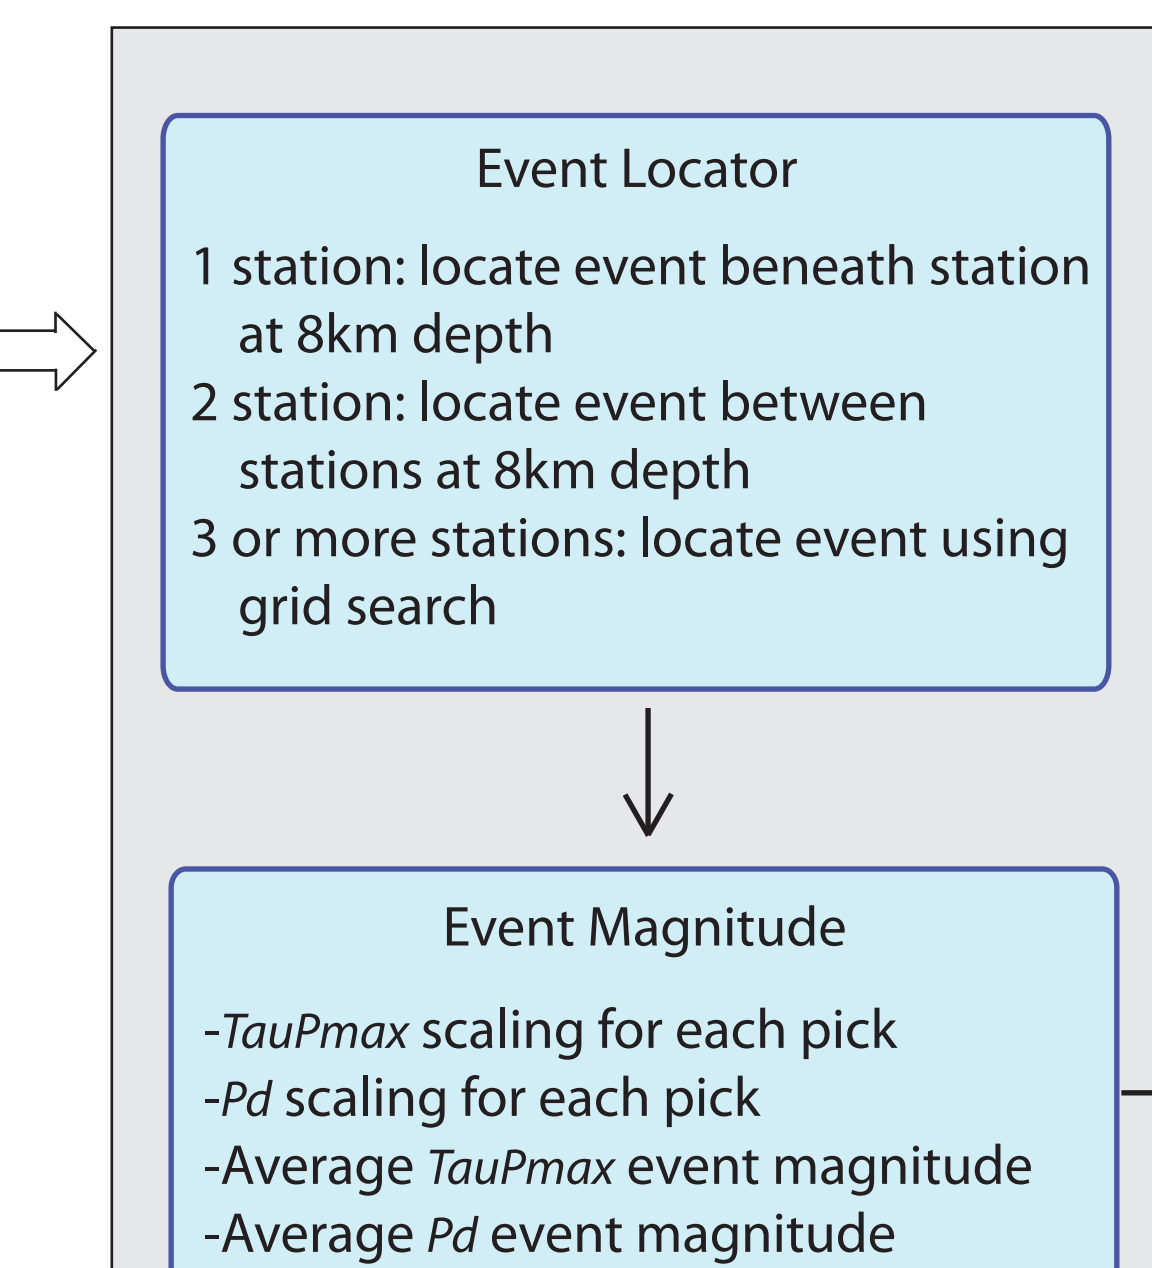 Event Locator
1 station: locate event beneath station
at 8km depth
2 station: locate event between
stations at 8km depth
3 or more stations: locate event using
grid search
Event Magnitude
-TauPmax scaling for each pick
-Pd scaling for each pick
-Average TauPmax event magnitude
-Average Pd event magnitude